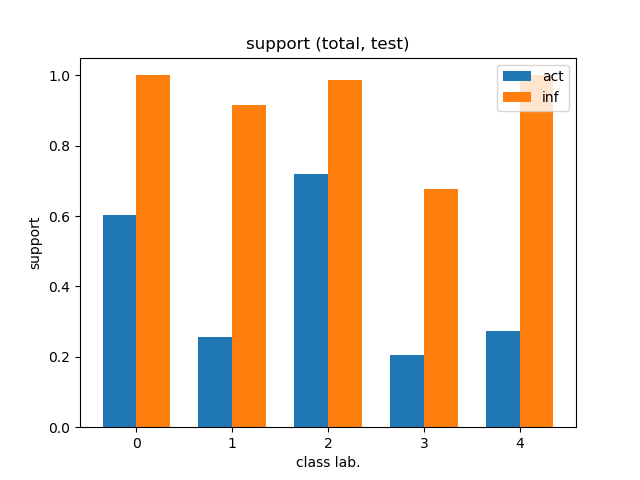 support (total, test)
act
inf
1.0
0.8
0.6
0.4
0.2
0.0
support
0 1 2 3 4
class lab.